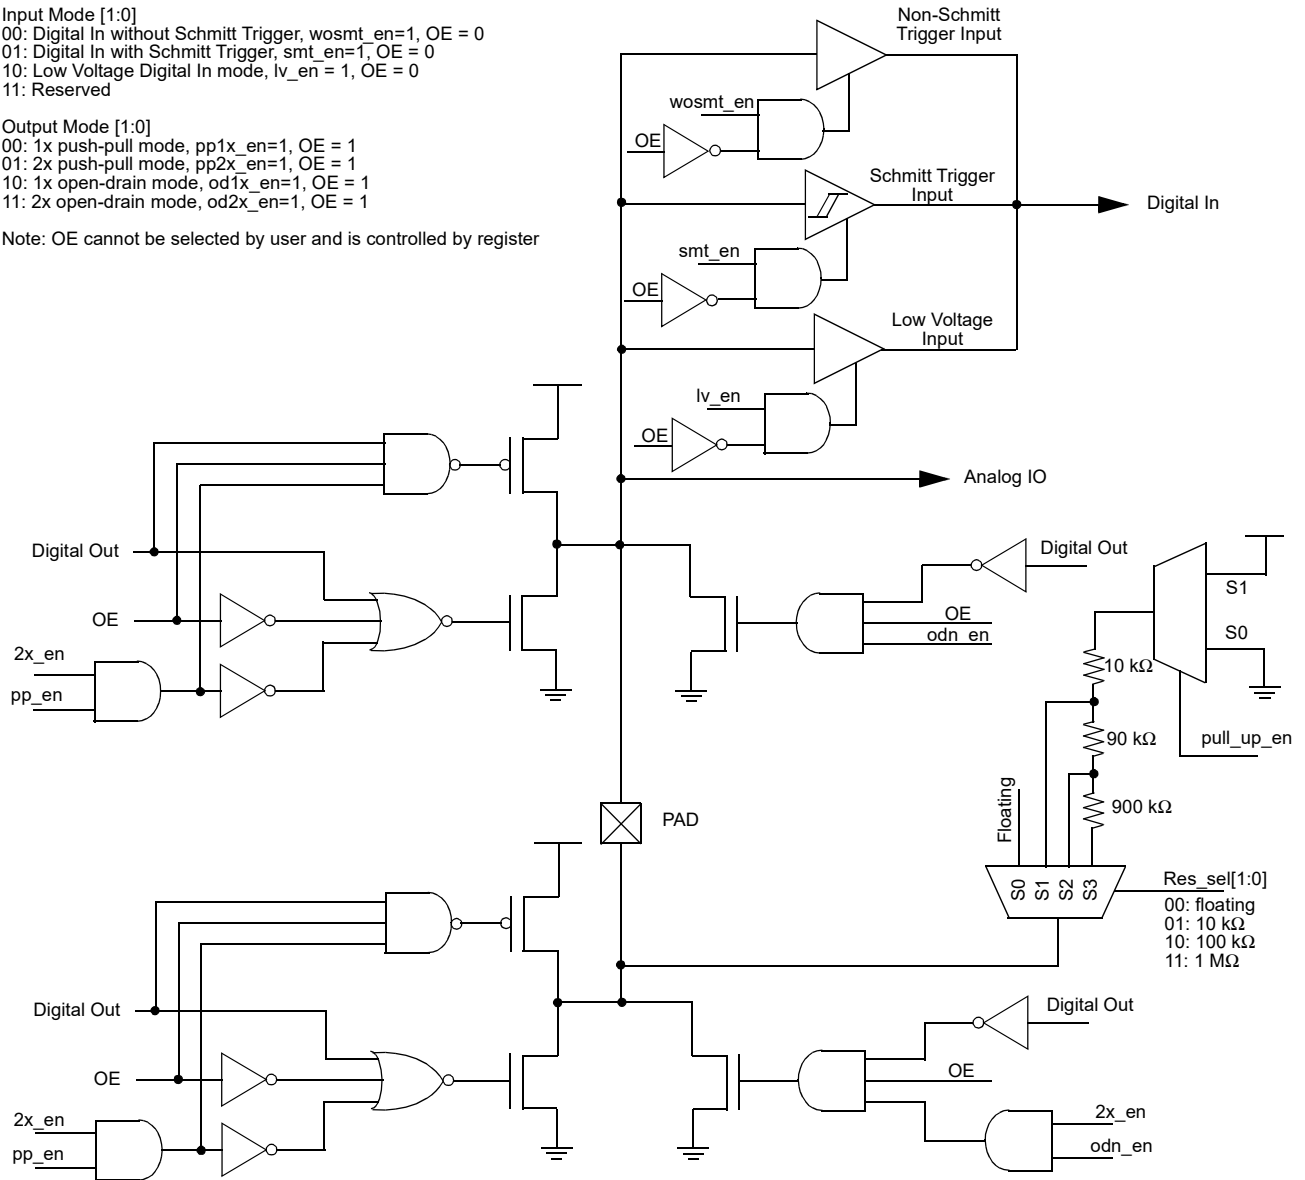 Input Mode [1:0]
00: Digital In without Schmitt Trigger, wosmt_en=1, OE = 0
01: Digital In with Schmitt Trigger, smt_en=1, OE = 0
10: Low Voltage Digital In mode, lv_en = 1, OE = 0
11: Reserved
Output Mode [1:0]
00: 1x push-pull mode, pp1x_en=1, OE = 1
01: 2x push-pull mode, pp2x_en=1, OE = 1
10: 1x open-drain mode, od1x_en=1, OE = 1
11: 2x open-drain mode, od2x_en=1, OE = 1
Note: OE cannot be selected by user and is controlled by register
Non-Schmitt
Trigger Input
wosmt_en
OE
Schmitt Trigger
Input
Digital In
smt_en
OE
Low Voltage
Input
lv_en
OE
Analog IO
Digital Out
OE
2x_en
pp_en
Digital Out
OE
odn_en
S1
S0
10 kΩ
90 kΩ
pull_up_en
900 kΩ
Floating
PAD
S0
S1
S2
S3
Res_sel[1:0]
00: floating
01: 10 kΩ
10: 100 kΩ
11: 1 MΩ
Digital Out
OE
2x_en
pp_en
Digital Out
OE
2x_en
odn_en